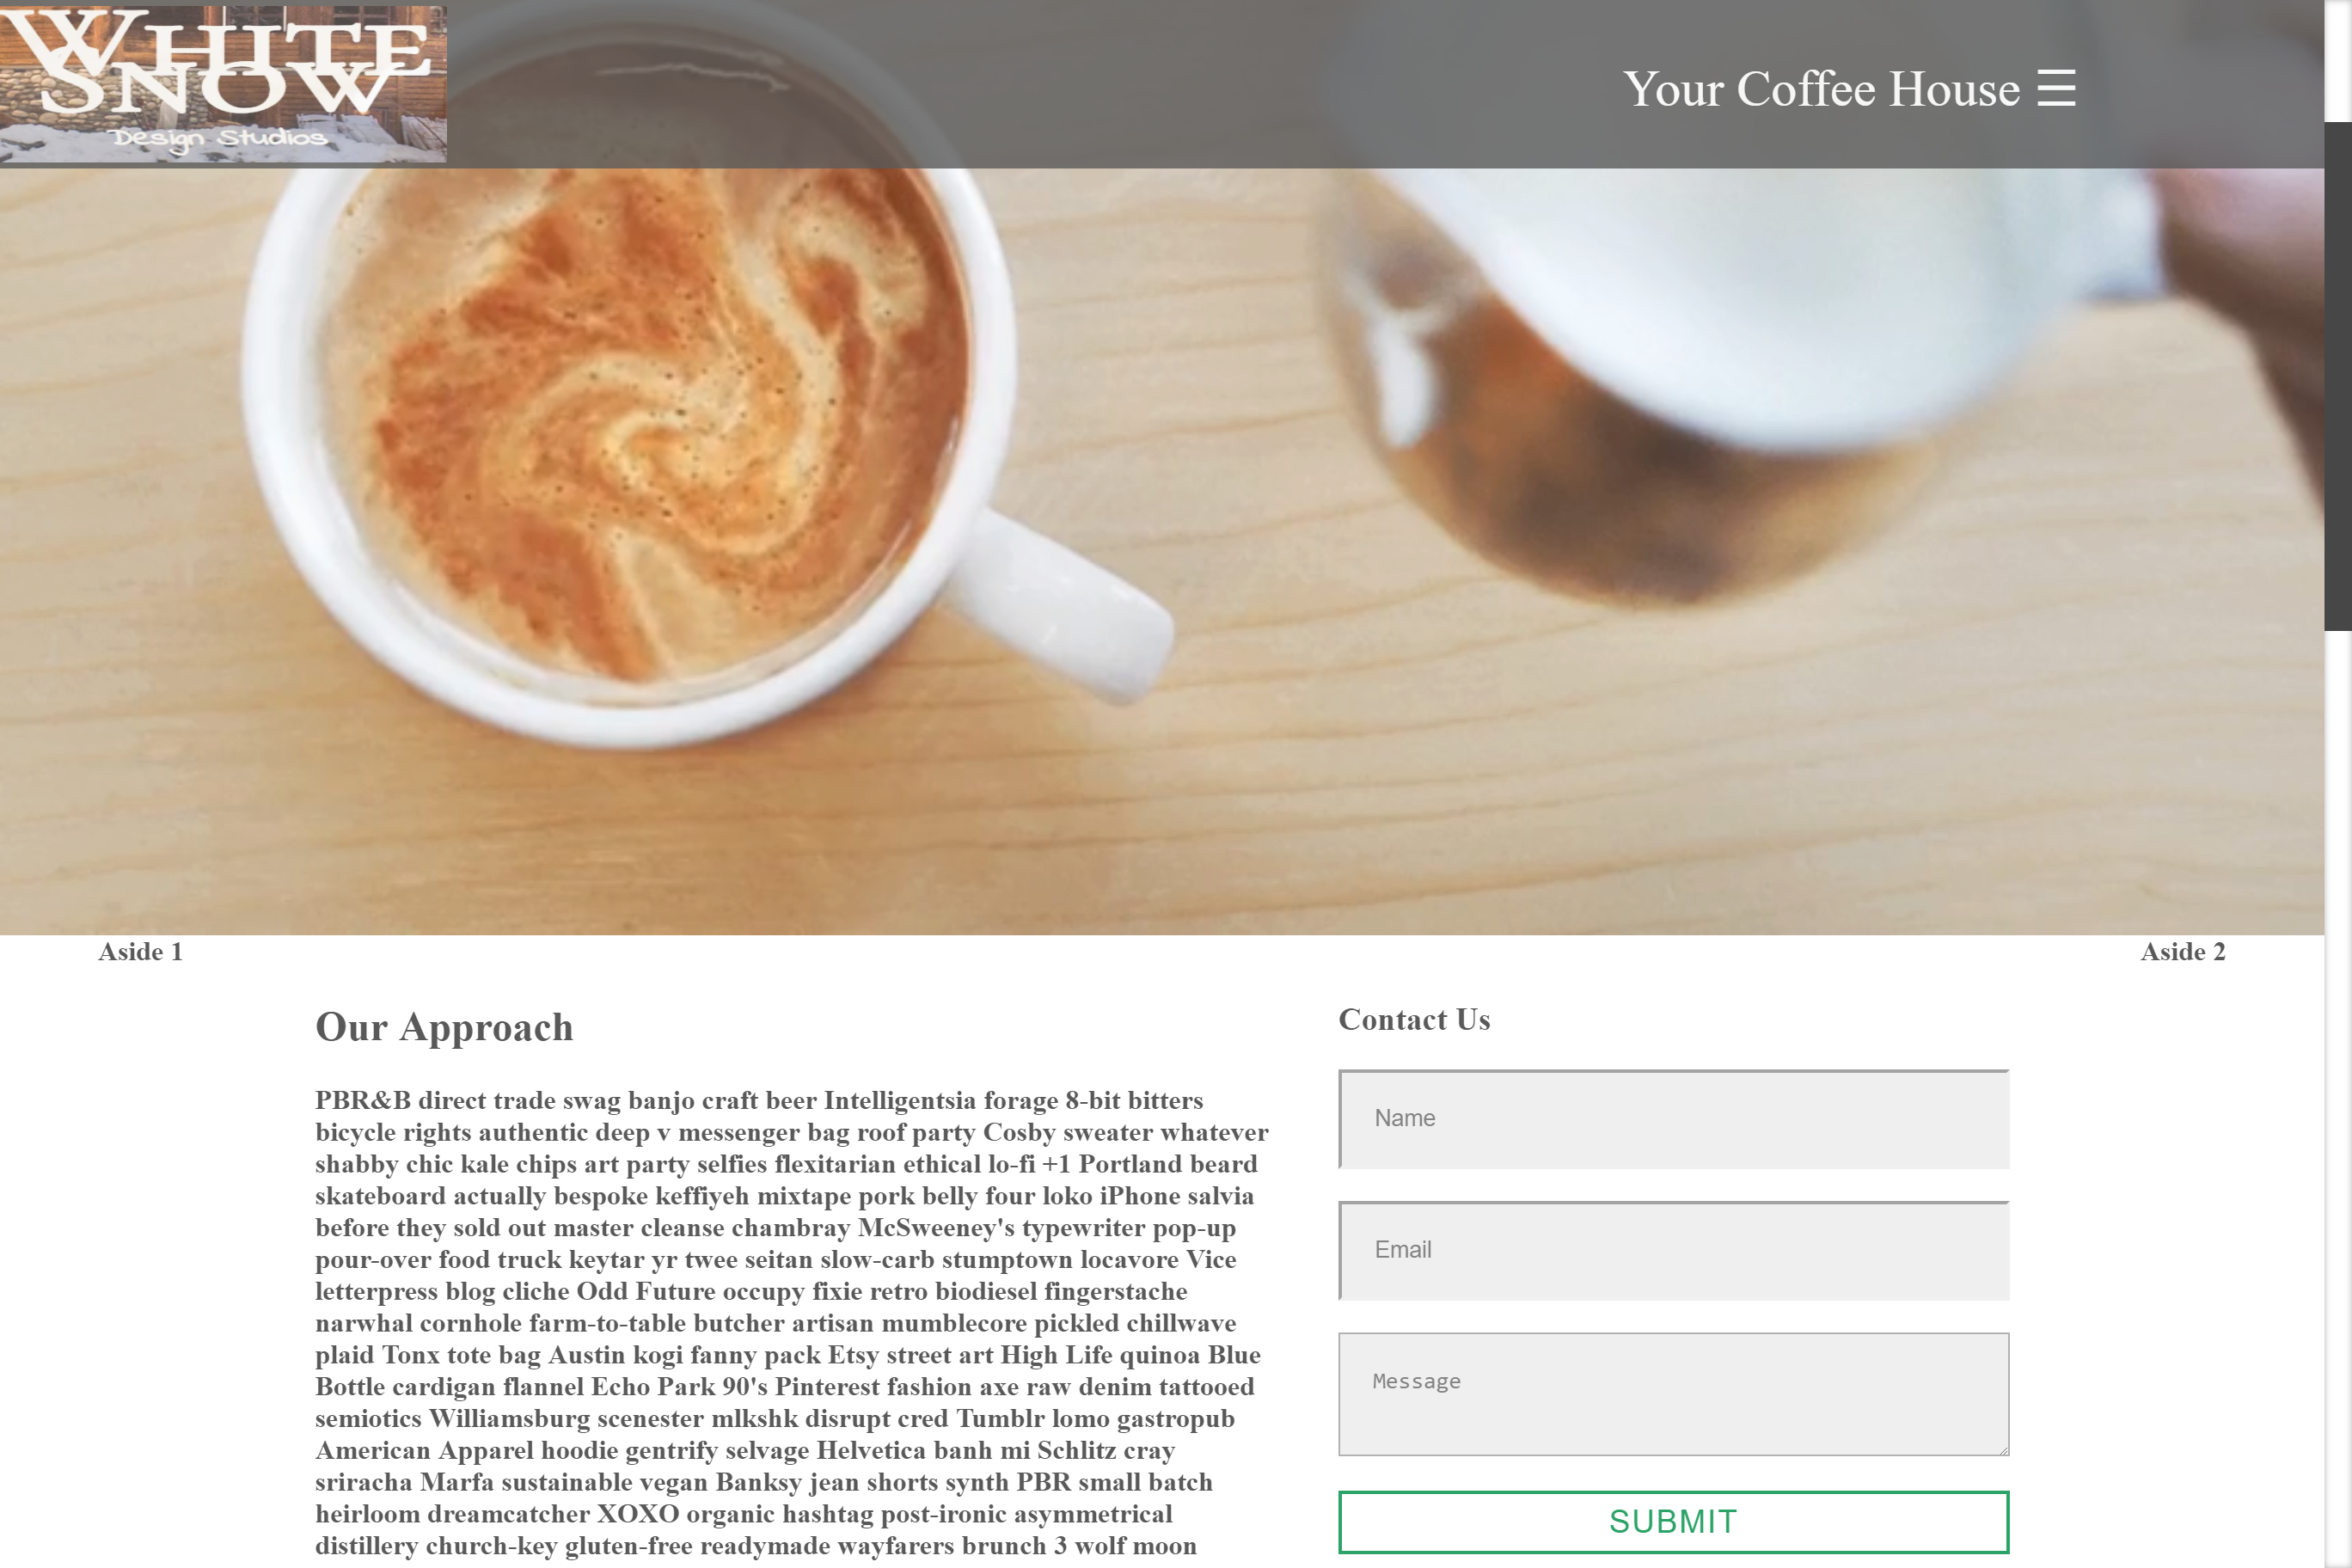 WHITE
SNOW
Design Studios
Your Coffee House ☰
Aside 1
Aside 2
Our Approach
PBR&B direct trade swag banjo craft beer Intelligentsia forage 8-bit bitters
bicycle rights authentic deep v messenger bag roof party Cosby sweater whatever
shabby chic kale chips art party selfies flexitarian ethical lo-fi +1 Portland beard
skateboard actually bespoke keffiyeh mixtape pork belly four loko iPhone salvia
before they sold out master cleanse chambray McSweeney's typewriter pop-up
pour-over food truck keytar yr twee seitan slow-carb stumptown locavore Vice
letterpress blog cliche Odd Future occupy fixie retro biodiesel fingerstache
narwhal cornhole farm-to-table butcher artisan mumblecore pickled chillwave
plaid Tonx tote bag Austin kogi fanny pack Etsy street art High Life quinoa Blue
Bottle cardigan flannel Echo Park 90's Pinterest fashion axe raw denim tattooed
semiotics Williamsburg scenester mlkshk disrupt cred Tumblr lomo gastropub
American Apparel hoodie gentrify selvage Helvetica banh mi Schlitz cray
sriracha Marfa sustainable vegan Banksy jean shorts synth PBR small batch
heirloom dreamcatcher XOXO organic hashtag post-ironic asymmetrical
distillery church-key gluten-free readymade wayfarers brunch 3 wolf moon
Contact Us
Name
Email
Message
SUBMIT